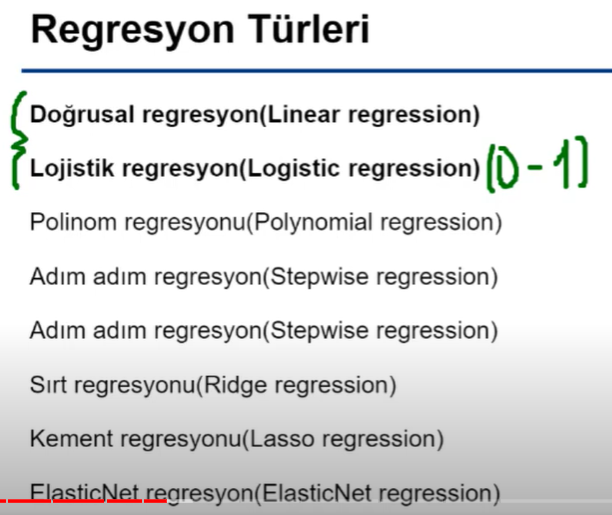 Regresyon Türleri
Doğrusal regresyon(Linear regression)
Lojistik regresyon(Logistic regression) (0-1)
Polinom regresyonu(Polynomial regression)
Adım adım regresyon(Stepwise regression)
Adım adım regresyon(Stepwise regression)
Sırt regresyonu(Ridge regression)
Kement regresyonu(Lasso regression)
ElasticNet regresyon(ElasticNet regression)